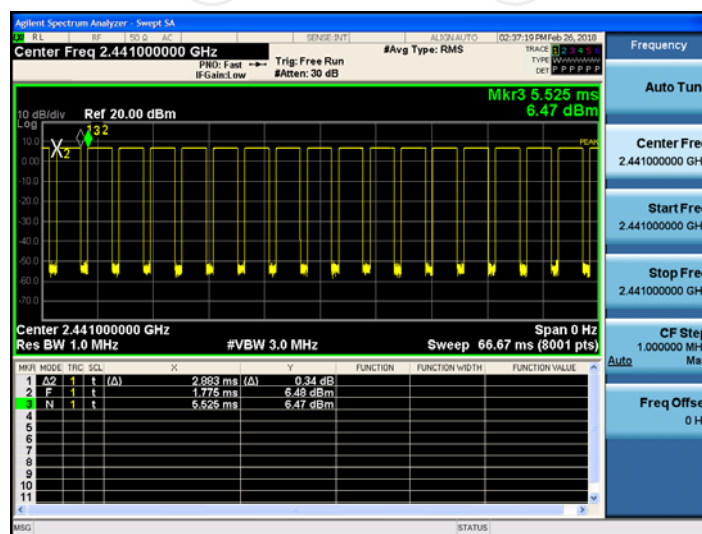 Agilent Spectrum Analyzer - Swept SA
RL RF 50 Ω AC SENSE:INT ALIGN AUTO 02:37:19 PM Feb 26, 2018
Center Freq 2.441000000 GHz
PNO: Fast
IFGain:Low
Trig: Free Run
#Atten: 30 dB
#Avg Type: RMS
TRACE 1 2 3 4 5 6
TYPE
DET P P P P P P
Mkr3 5.525 ms
6.47 dBm
10 dB/div Ref 20.00 dBm
Log
132
10.0
X2
PEAK
0.00
-10.0
-20.0
-30.0
-40.0
-50.0
-60.0
-70.0
Center 2.441000000 GHz Span 0 Hz
Res BW 1.0 MHz #VBW 3.0 MHz Sweep 66.67 ms (8001 pts)
MKR MODE TRC SCL X Y FUNCTION FUNCTION WIDTH FUNCTION VALUE
1 Δ2 1 t (Δ) 2.883 ms (Δ) 0.34 dB
2 F 1 t 1.775 ms 6.48 dBm
3 N 1 t 5.525 ms 6.47 dBm
4
5
6
7
8
9
10
11
MSG STATUS
Frequency
Auto Tun
Center Fre
2.441000000 GH
Start Fre
2.441000000 GH
Stop Fre
2.441000000 GH
CF Step
1.000000 MH
Auto Ma
Freq Offse
0 H